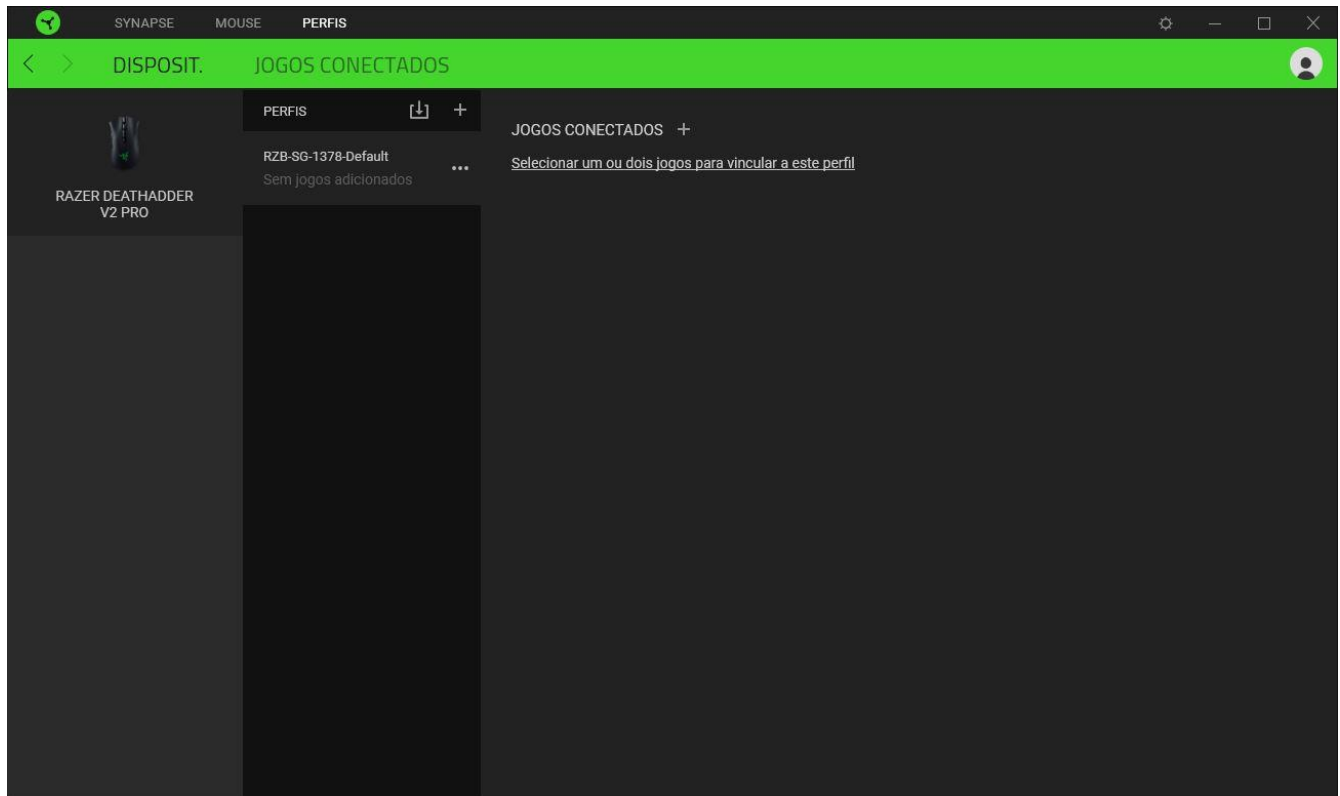 SYNAPSE MOUSE PERFIS
DISPOSIT. JOGOS CONECTADOS
RAZER DEATHADDER
V2 PRO
PERFIS
RZB-SG-1378-Default
Sem jogos adicionados
JOGOS CONECTADOS
Selecionar um ou dois jogos para vincular a este perfil